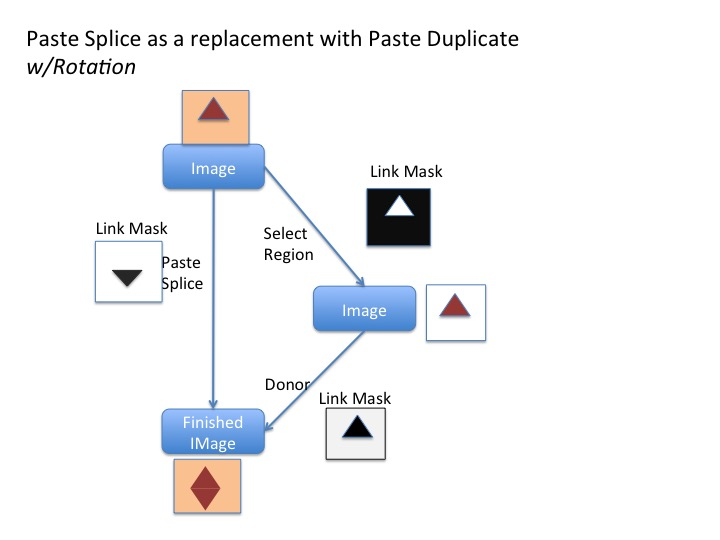 Paste Splice as a replacement with Paste Duplicate
w/Rotation
Image
Link Mask
Link Mask
Select
Region
Paste
Splice
Image
Donor
Link Mask
Finished
IMage